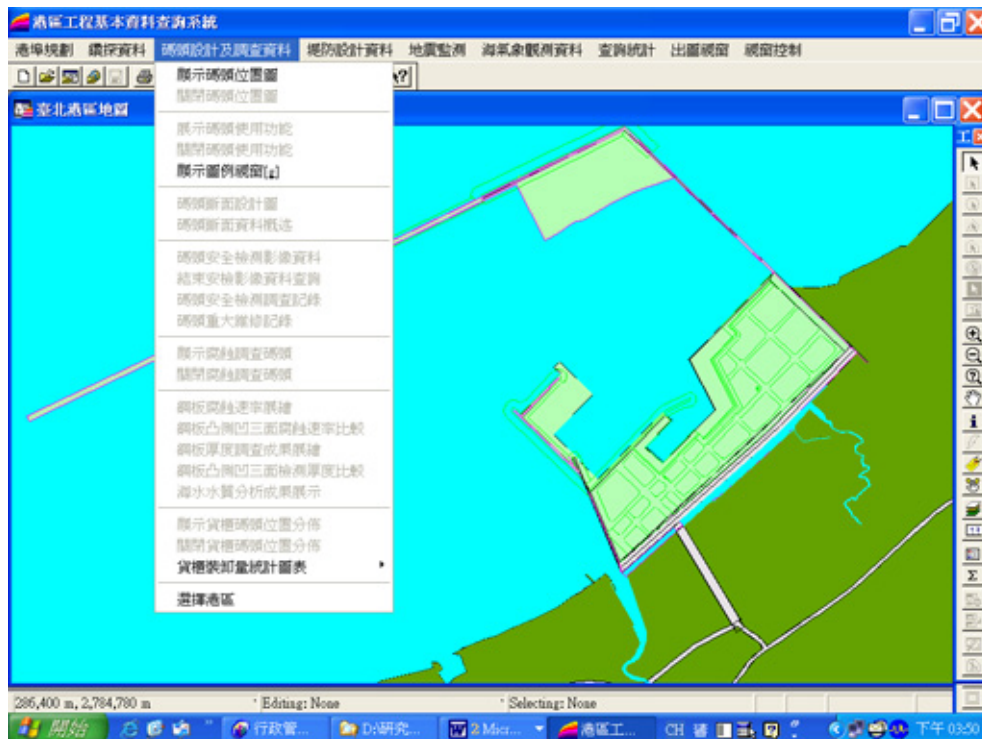 港區工程基本資料查詢系統
港埠規劃 鑽探資料 碼頭設計及調查資料 堤防設計資料 地震監測 海氣象觀測資料 查詢統計 出圖視窗 視窗控制
臺北港區地圖
顯示碼頭位置圖
關閉碼頭位置圖
展示碼頭使用功能
關閉碼頭使用功能
顯示圖例視窗[g]
碼頭斷面設計圖
碼頭斷面資料概述
碼頭安全檢測影像資料
結束安檢影像資料查詢
碼頭安全檢測調查記錄
碼頭重大維修記錄
顯示腐蝕調查碼頭
關閉腐蝕調查碼頭
鋼板腐蝕速率展繪
鋼板凸側凹三面腐蝕速率比較
鋼板厚度調查成果展繪
鋼板凸側凹三面檢測厚度比較
海水水質分析成果展示
顯示貨櫃碼頭位置分佈
關閉貨櫃碼頭位置分佈
貨櫃裝卸量統計圖表
選擇港區
工
286,400 m, 2,784,780 m Editing: None Selecting: None
開始 行政管... D:\研究... 2 Micr... 港區工... CH 下午 03:50